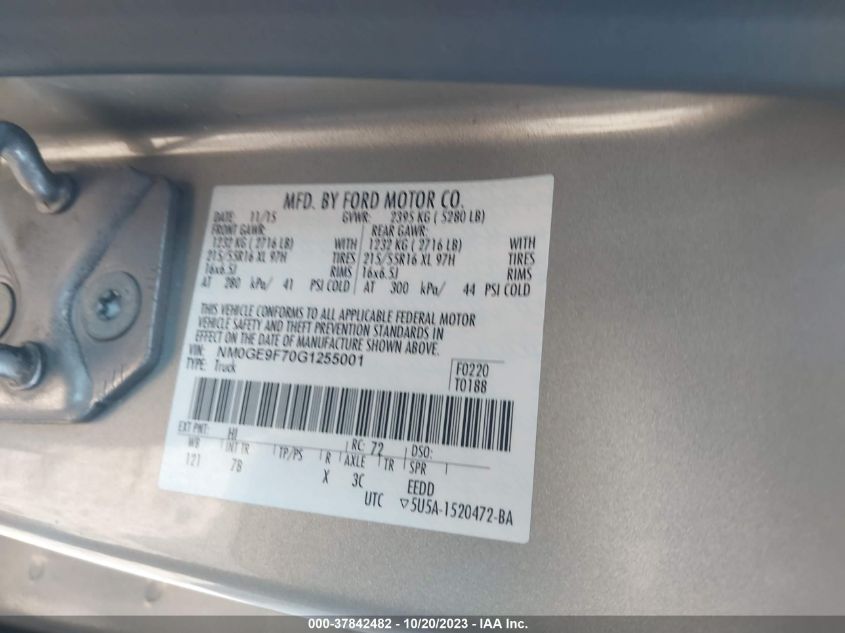 MFD. BY FORD MOTOR CO.
DATE: 11/15 GVWR: 2395 KG ( 5280 LB)
FRONT GAWR: REAR GAWR:
1232 KG ( 2716 LB) WITH 1232 KG ( 2716 LB) WITH
215/55R16 XL 97H TIRES 215/55R16 XL 97H TIRES
16x6.5J RIMS 16x6.5J RIMS
AT 280 kPa/ 41 PSI COLD AT 300 kPa/ 44 PSI COLD
THIS VEHICLE CONFORMS TO ALL APPLICABLE FEDERAL MOTOR
VEHICLE SAFETY AND THEFT PREVENTION STANDARDS IN
EFFECT ON THE DATE OF MANUFACTURE SHOWN ABOVE.
VIN: NM0GE9F70G1255001
TYPE: Truck
F0220
T0188
EXT PNT: HI RC: 72 DSO:
WB INT TR TP/PS R AXLE TR SPR
121 7B X 3C EEDD
UTC ▽5U5A-1520472-BA
000-37842482 - 10/20/2023 - IAA Inc.